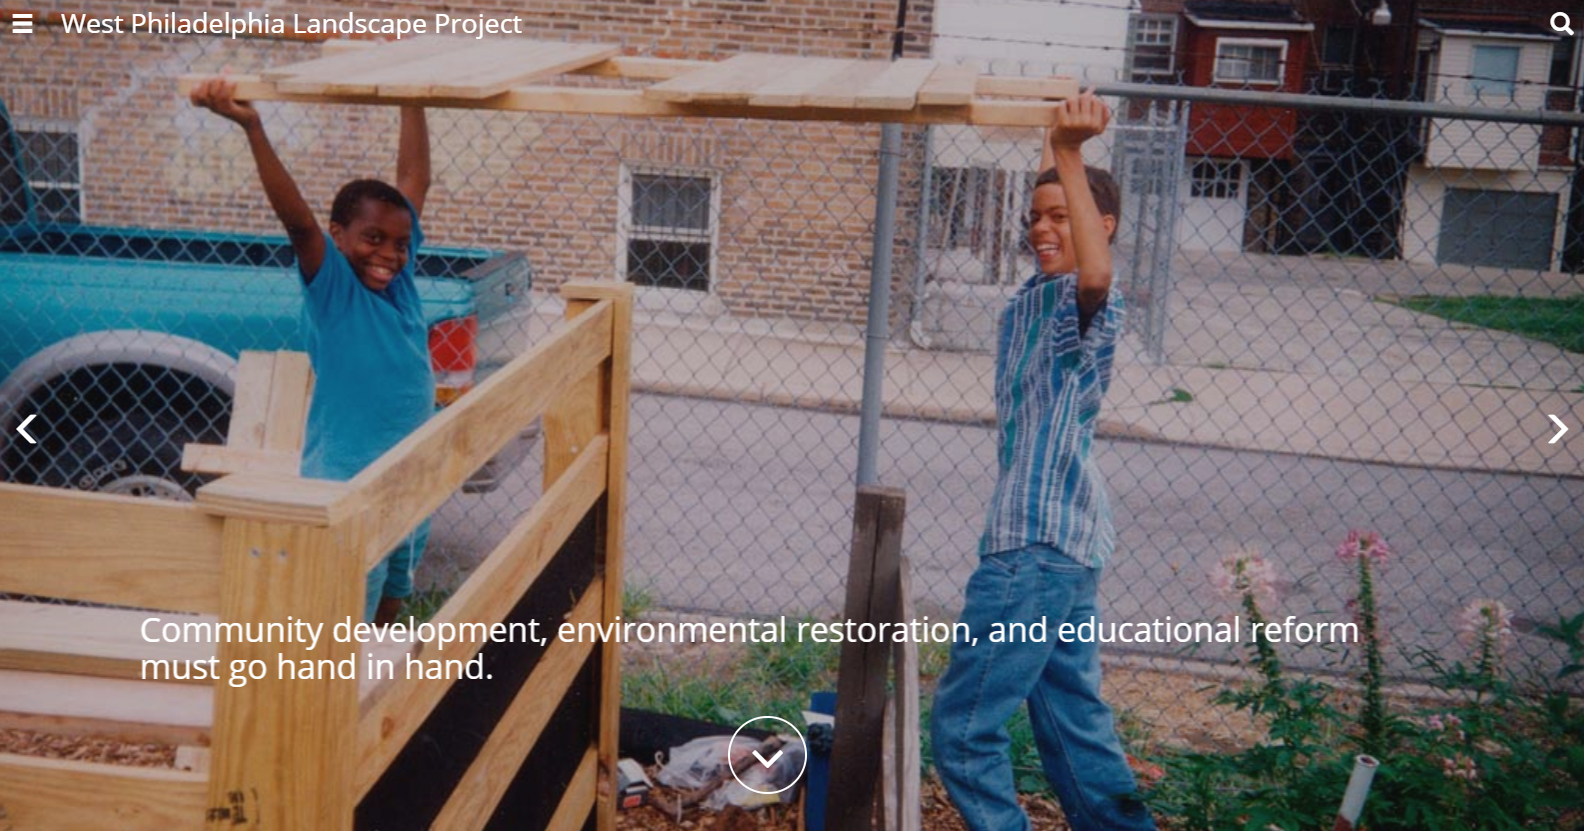 West Philadelphia Landscape Project
Community development, environmental restoration, and educational reform
must go hand in hand.